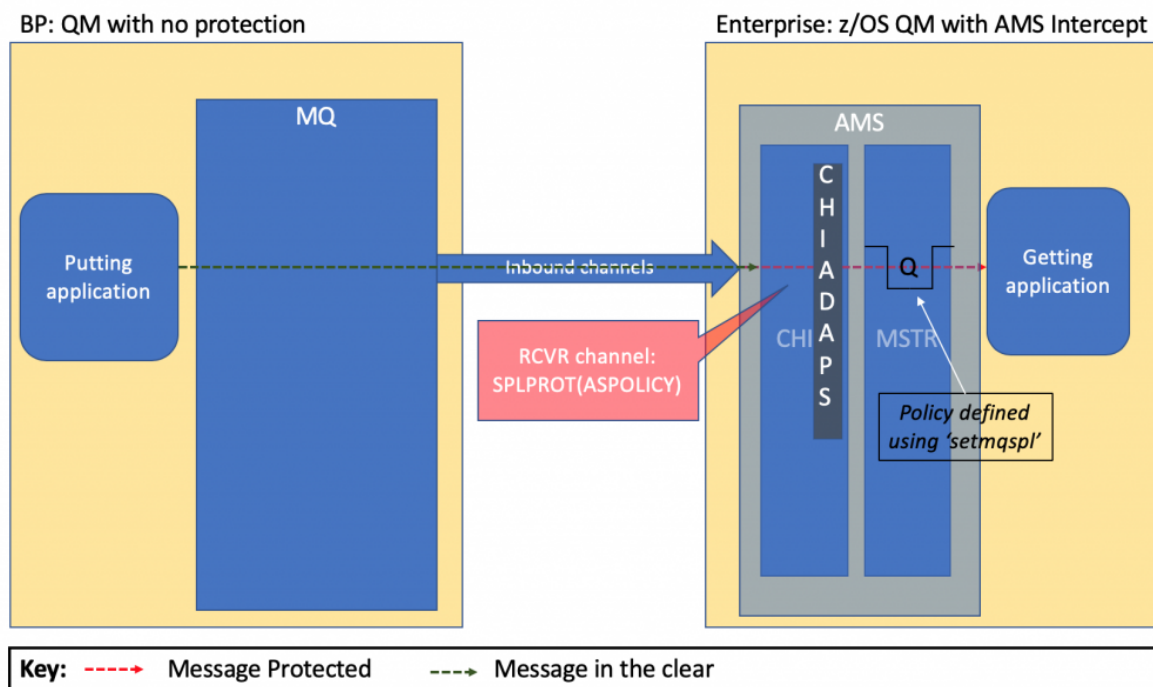 BP: QM with no protection
Enterprise: z/OS QM with AMS Intercept
MQ
AMS
Putting
application
Inbound channels
CHIADAPS
CHI
MSTR
Q
Getting
application
RCVR channel:
SPLPROT(ASPOLICY)
Policy defined
using ‘setmqspl’
Key:
Message Protected
Message in the clear